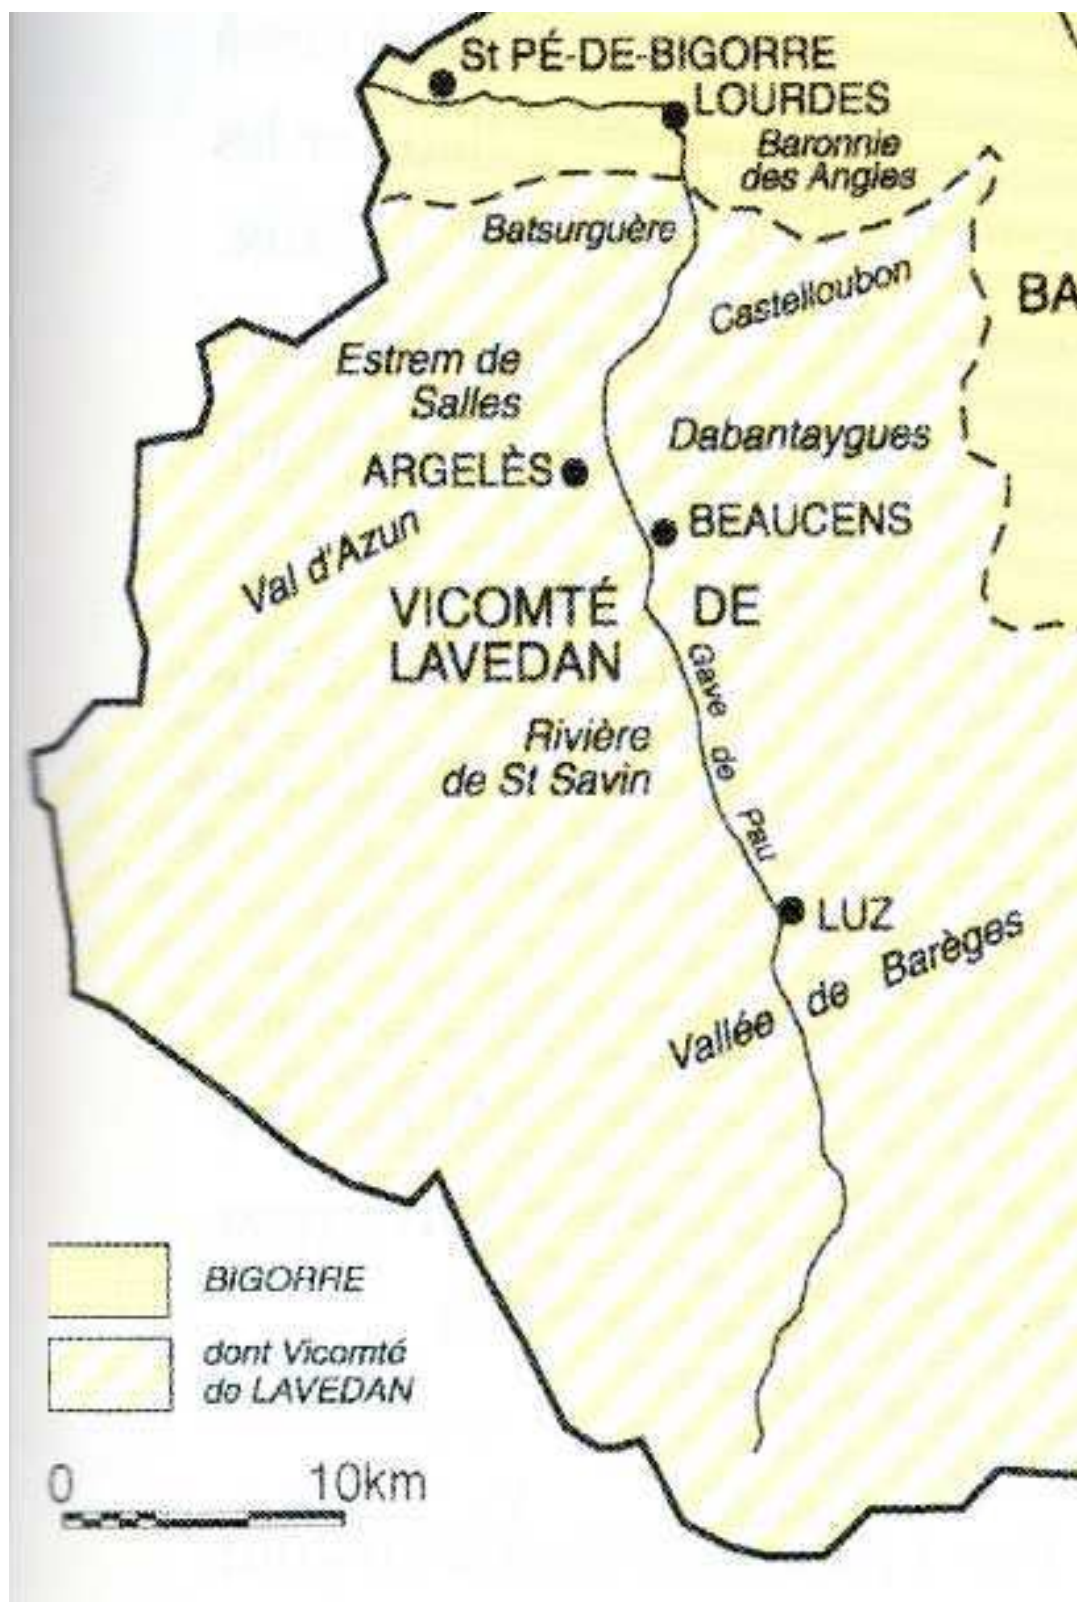 St PÉ-DE-BIGORRE
LOURDES
Baronnie
des Angles
Batsurguère
Castelloubon
BA
Estrem de
Salles
Dabantaygues
ARGELÈS
BEAUCENS
Val d'Azun
VICOMTÉ DE
LAVEDAN
Gave de Pau
Rivière
de St Savin
LUZ
Vallée de Barèges
BIGORRE
dont Vicomté
de LAVEDAN
0 10km